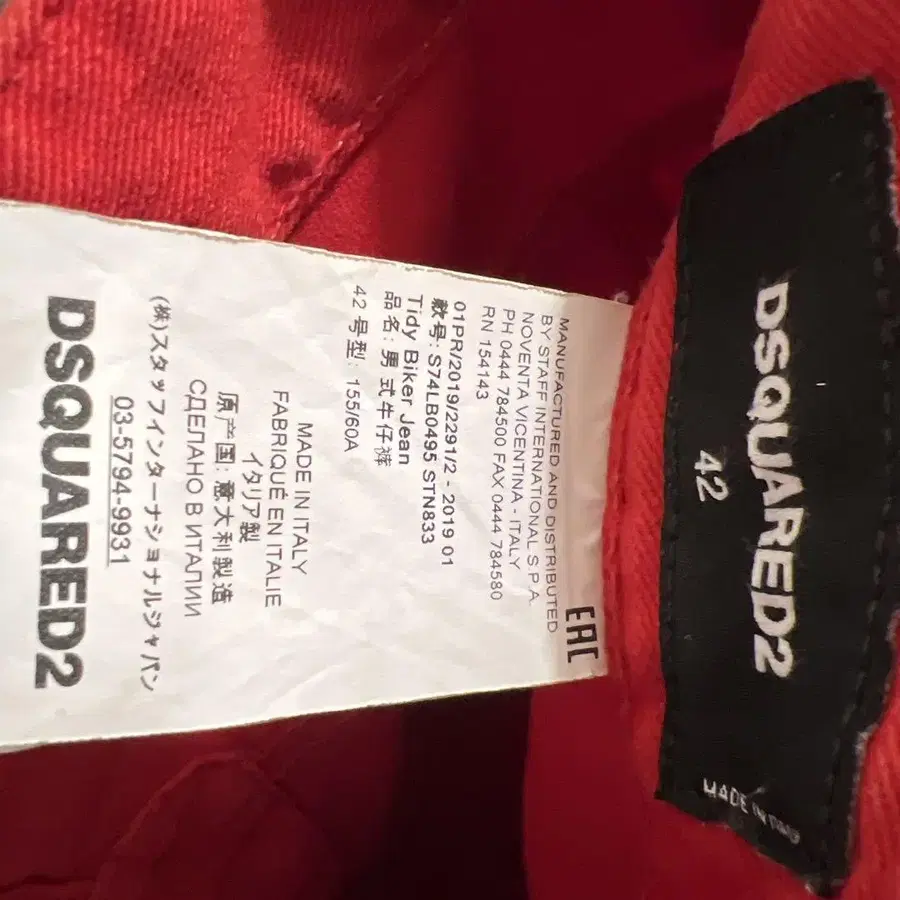 EAC
MANUFACTURED AND DISTRIBUTED
BY STAFF INTERNATIONAL S.P.A.
NOVENTA VICENTINA - ITALY
PH 0444 784500 FAX 0444 784580
RN 154143
01PR/2019/2291/2 - 2019 01
款号: S74LB0495 STN833
Tidy Biker Jean
品名: 男式牛仔裤
42 号型: 155/60A
MADE IN ITALY
FABRIQUÉ EN ITALIE
イタリア製
原产国: 意大利製造
СДЕЛАНО В ИТАЛИИ
03-5794-9931
(株)スタッフインターナショナルジャパン
DSQUARED2
DSQUARED2
42
MADE IN ITALY